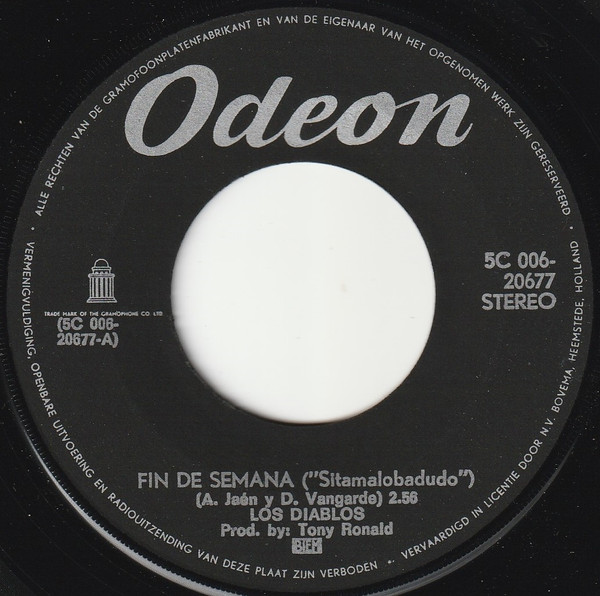 ALLE RECHTEN VAN DE GRAMOFOONPLATENFABRIKANT EN VAN DE EIGENAAR VAN HET OPGENOMEN WERK ZIJN GERESERVEERD •
Odeon
5C 006-
20677
STEREO
TRADE MARK OF THE GRAMOPHONE CO LTD
(5C 006-
20677-A)
FIN DE SEMANA ("Sitamalobadudo")
(A. Jaén y D. Vangarde) 2.56
LOS DIABLOS
Prod. by: Tony Ronald
BIEM
• VERMENIGVULDIGING, OPENBARE UITVOERING EN RADIOUITZENDING VAN DEZE PLAAT ZIJN VERBODEN •
• VERVAARDIGD IN LICENTIE DOOR N.V. BOVEMA, HEEMSTEDE, HOLLAND •